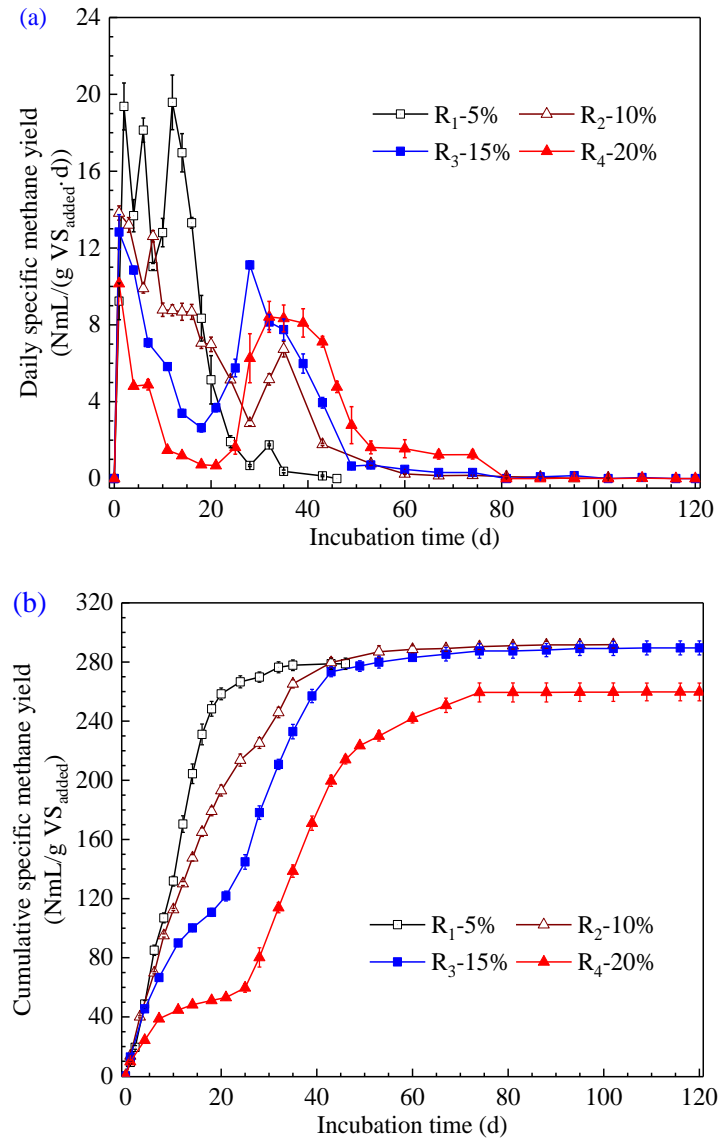 (a)
24
20
16
12
8
4
0
Daily specific methane yield
(NmL/(g VS_added·d))
R₁-5% R₂-10%
R₃-15% R₄-20%
0 20 40 60 80 100 120
Incubation time (d)
(b)
320
280
240
200
160
120
80
40
0
Cumulative specific methane yield
(NmL/g VS_added)
R₁-5% R₂-10%
R₃-15% R₄-20%
0 20 40 60 80 100 120
Incubation time (d)